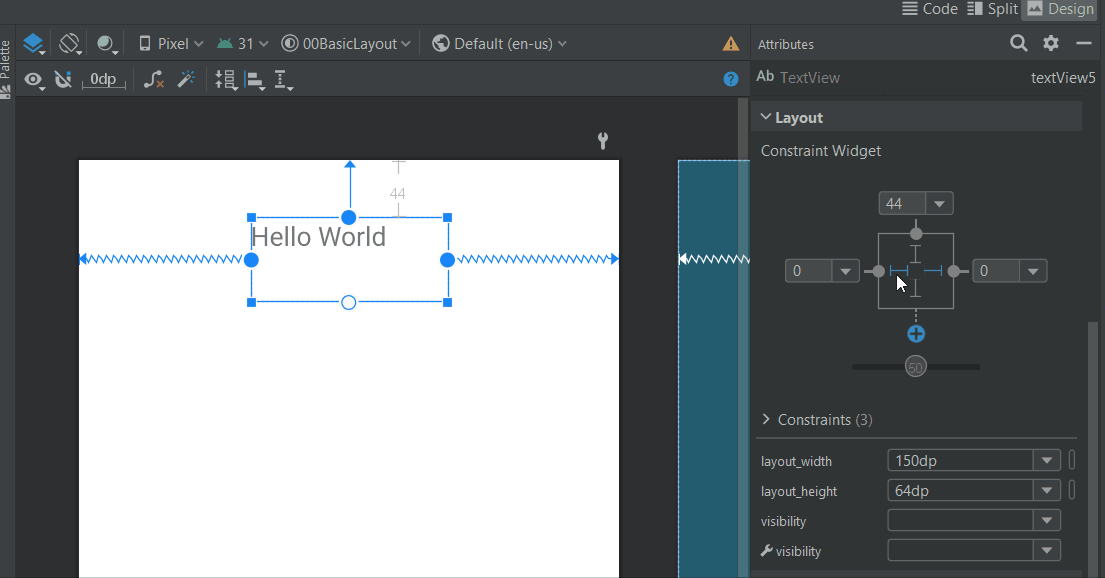 Code Split Design
Palette
Pixel 31 00BasicLayout Default (en-us)
Attributes
0dp
?
Ab TextView textView5
Layout
Constraint Widget
44
44
Hello World
0 0
50
Constraints (3)
layout_width 150dp
layout_height 64dp
visibility
visibility